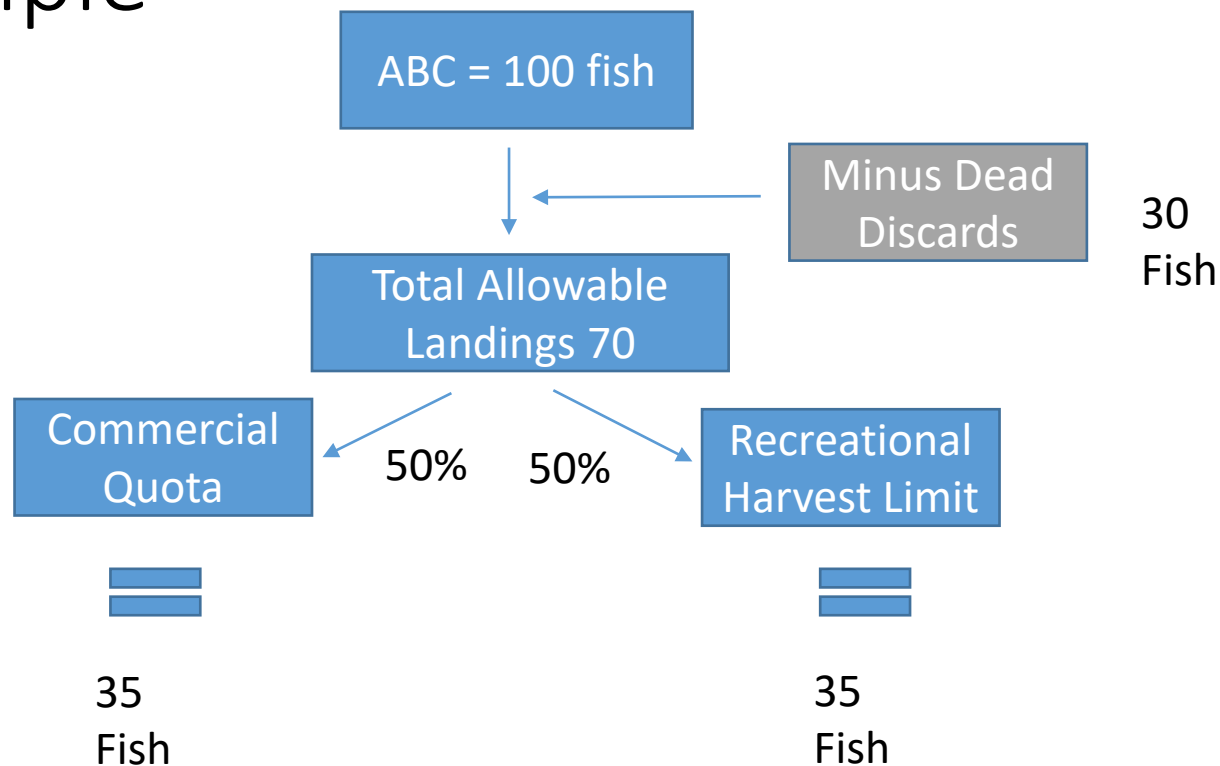 ABC = 100 fish
Minus Dead
Discards
30
Fish
Total Allowable
Landings 70
Commercial
Quota
50%
50%
Recreational
Harvest Limit
35
Fish
35
Fish